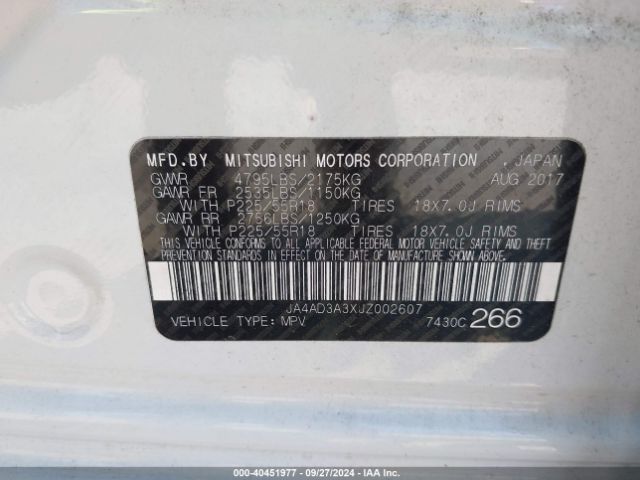 MFD.BY MITSUBISHI MOTORS CORPORATION , JAPAN
GVWR 4795LBS/2175KG AUG 2017
GAWR FR 2535LBS/1150KG
WITH P225/55R18 TIRES 18X7.0J RIMS
GAWR RR 2756LBS/1250KG
WITH P225/55R18 TIRES 18X7.0J RIMS
THIS VEHICLE CONFORMS TO ALL APPLICABLE FEDERAL MOTOR VEHICLE SAFETY AND THEFT
PREVENTION STANDARDS IN EFFECT ON THE DATE OF MANUFACTURE SHOWN ABOVE.
JA4AD3A3XJZ002607
VEHICLE TYPE: MPV 7430C 266
000-40451977 - 09/27/2024 - IAA Inc.